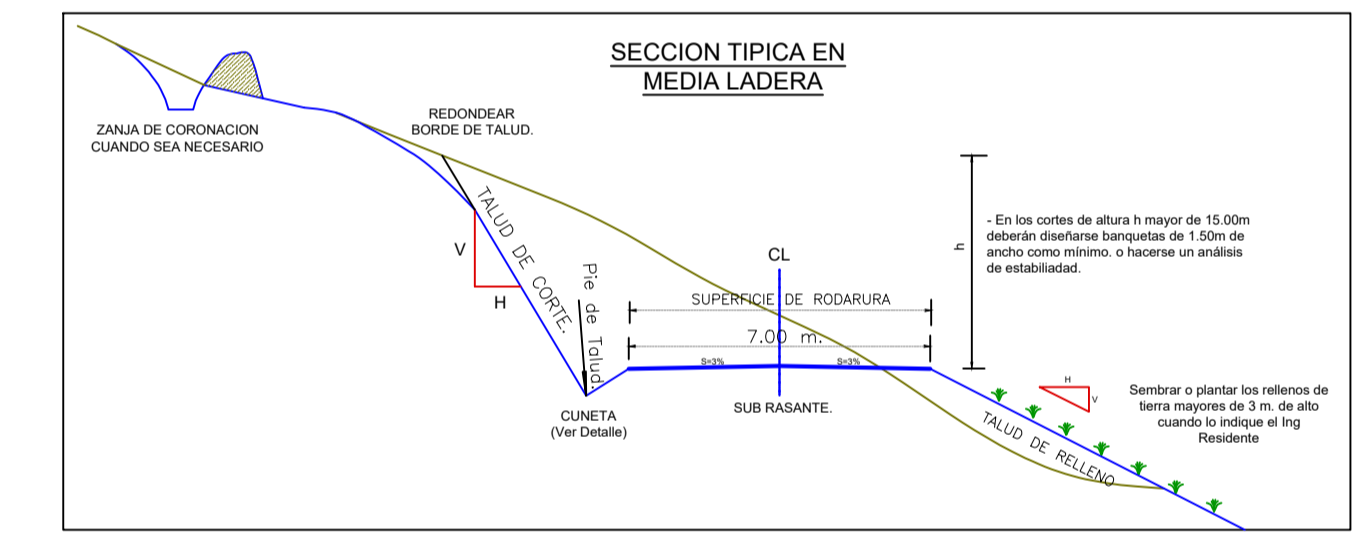 SECCION TIPICA EN
MEDIA LADERA
ZANJA DE CORONACION
CUANDO SEA NECESARIO
REDONDEAR
BORDE DE TALUD.
TALUD DE CORTE.
V
H
Pie de Talud.
CUNETA
(Ver Detalle)
CL
SUPERFICIE DE RODARURA
7.00 m.
S=3%
S=3%
SUB RASANTE.
h
- En los cortes de altura h mayor de 15.00m
deberán diseñarse banquetas de 1.50m de
ancho como mínimo. o hacerse un análisis
de estabiliadad.
H
V
TALUD DE RELLENO
Sembrar o plantar los rellenos de
tierra mayores de 3 m. de alto
cuando lo indique el Ing
Residente